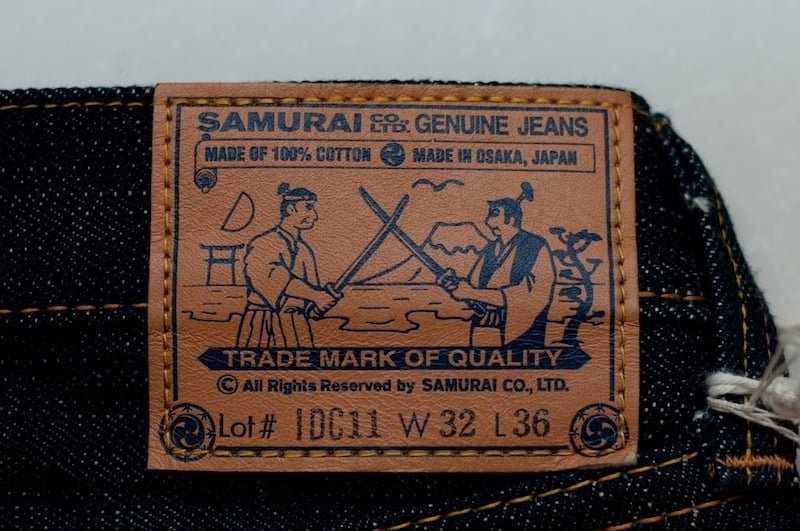 SAMURAI CO., LTD. GENUINE JEANS
MADE OF 100% COTTON MADE IN OSAKA, JAPAN
TRADE MARK OF QUALITY
© All Rights Reserved by SAMURAI CO., LTD.
Lot# IDC11 W 32 L 36